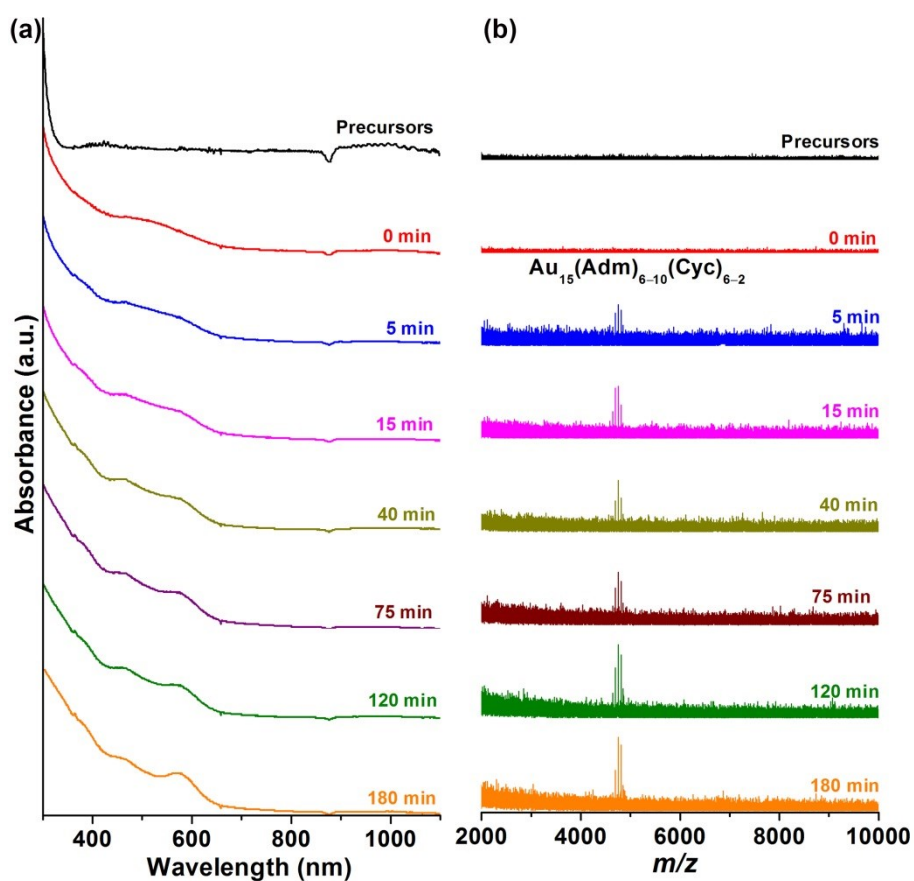 (a)
Precursors
0 min
5 min
15 min
40 min
75 min
120 min
180 min
Absorbance (a.u.)
400 600 800 1000
Wavelength (nm)
(b)
Precursors
0 min
Au₁₅(Adm)₆₋₁₀(Cyc)₆₋₂
5 min
15 min
40 min
75 min
120 min
180 min
2000 4000 6000 8000 10000
m/z